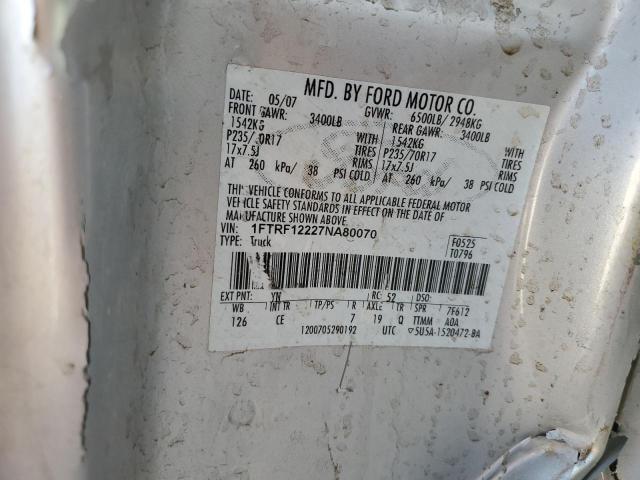 MFD. BY FORD MOTOR CO.
05/07 GVWR: 6500LB/ 2948KG
FRONT GAWR: 3400LB REAR GAWR: 3400LB
1542KG 1542KG
P235/70R17 TIRES P235/70R17 TIRES
17x7.5J RIMS 17x7.5J RIMS
AT 260 kPa/ 38 PSI COLD AT 260 kPa/ 38 PSI COLD
THIS VEHICLE CONFORMS TO ALL APPLICABLE FEDERAL MOTOR
VEHICLE SAFETY STANDARDS IN EFFECT ON THE DATE OF
MANUFACTURE SHOWN ABOVE.
VIN: 1FTRF12227NA80070
TYPE: Truck
F0525
T0796
EXT PNT: YN RC: 52 DSO:
WB INT TR TP/PS R AXLE TR SPR 7F612
126 CE 7 19 Q TTMM A0A
1200705290192 UTC ▽5U5A-1520472-BA